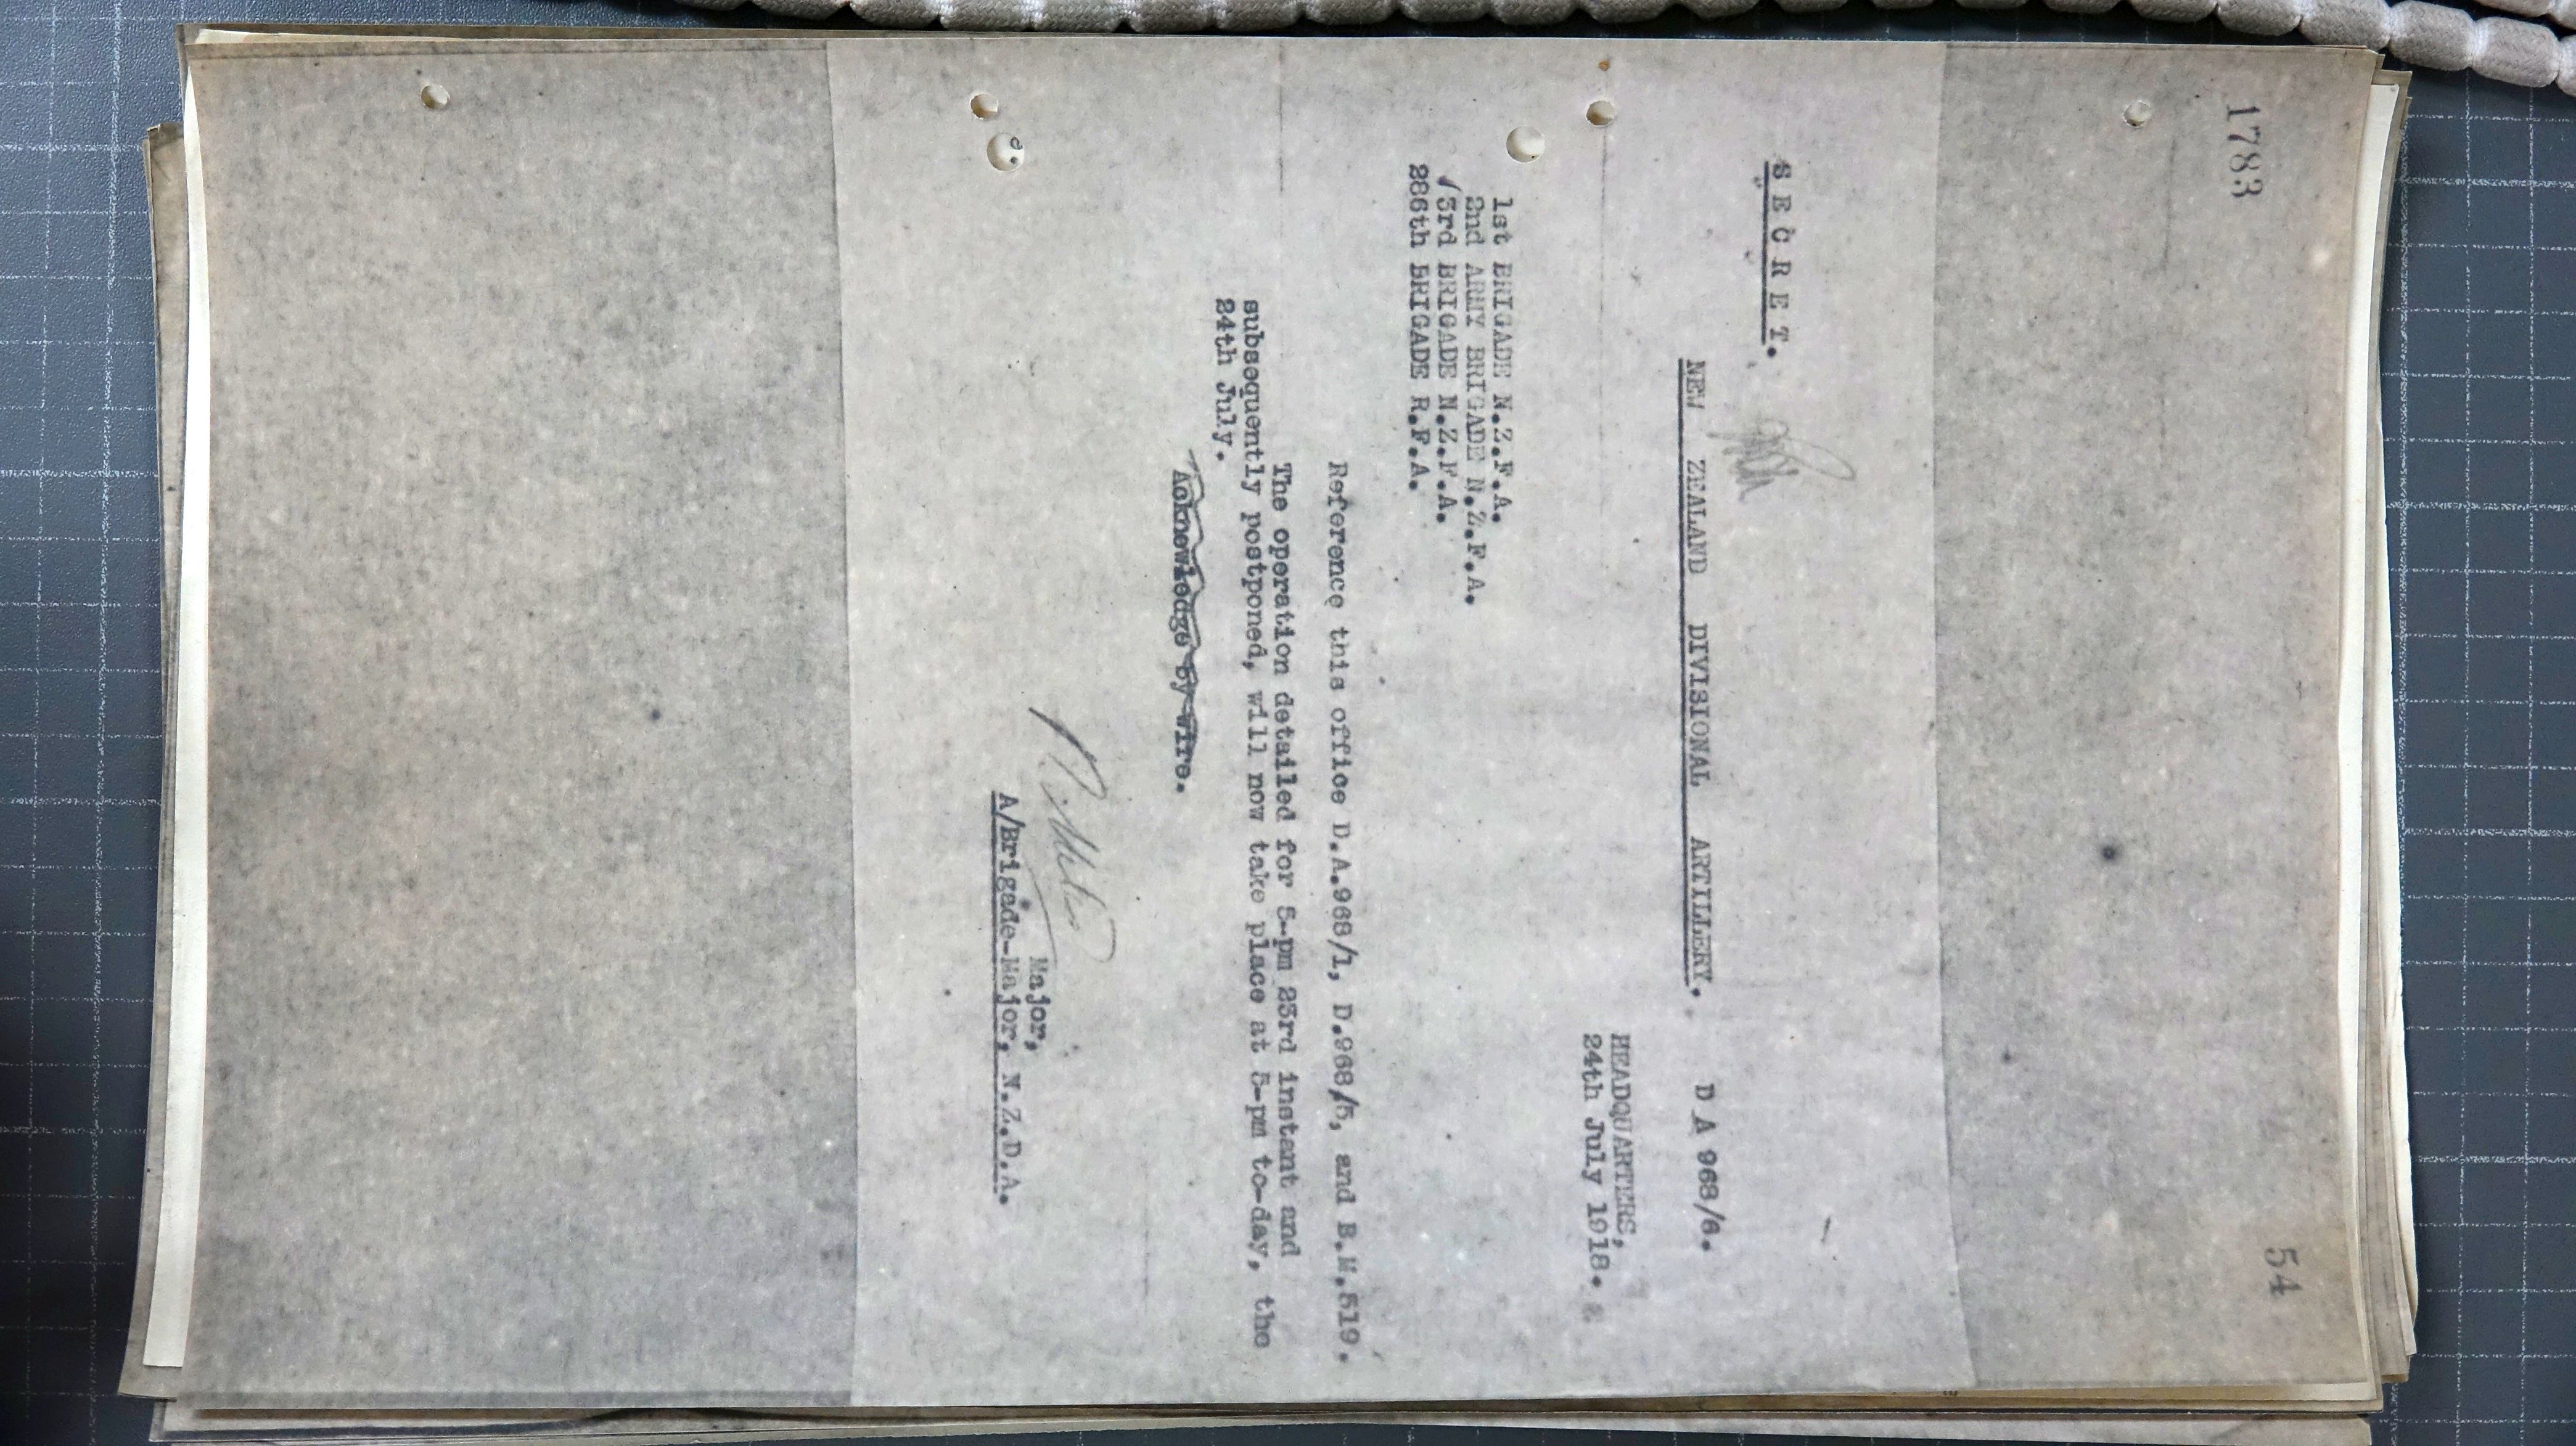 1783
54
SECRET.
NEW ZEALAND DIVISIONAL ARTILLERY. D A 968/6.
HEADQUARTERS,
24th July 1918.
1st BRIGADE N.Z.F.A.
2nd ARMY BRIGADE N.Z.F.A.
✓3rd BRIGADE N.Z.F.A.
286th BRIGADE R.F.A.
Reference this office D.A.968/1, D.968/5, and B.M.519.
The operation detailed for 5-pm 23rd instant and
subsequently postponed, will now take place at 5-pm to-day, the
24th July.
Acknowledge by wire.
Major,
A/Brigade-Major, N.Z.D.A.